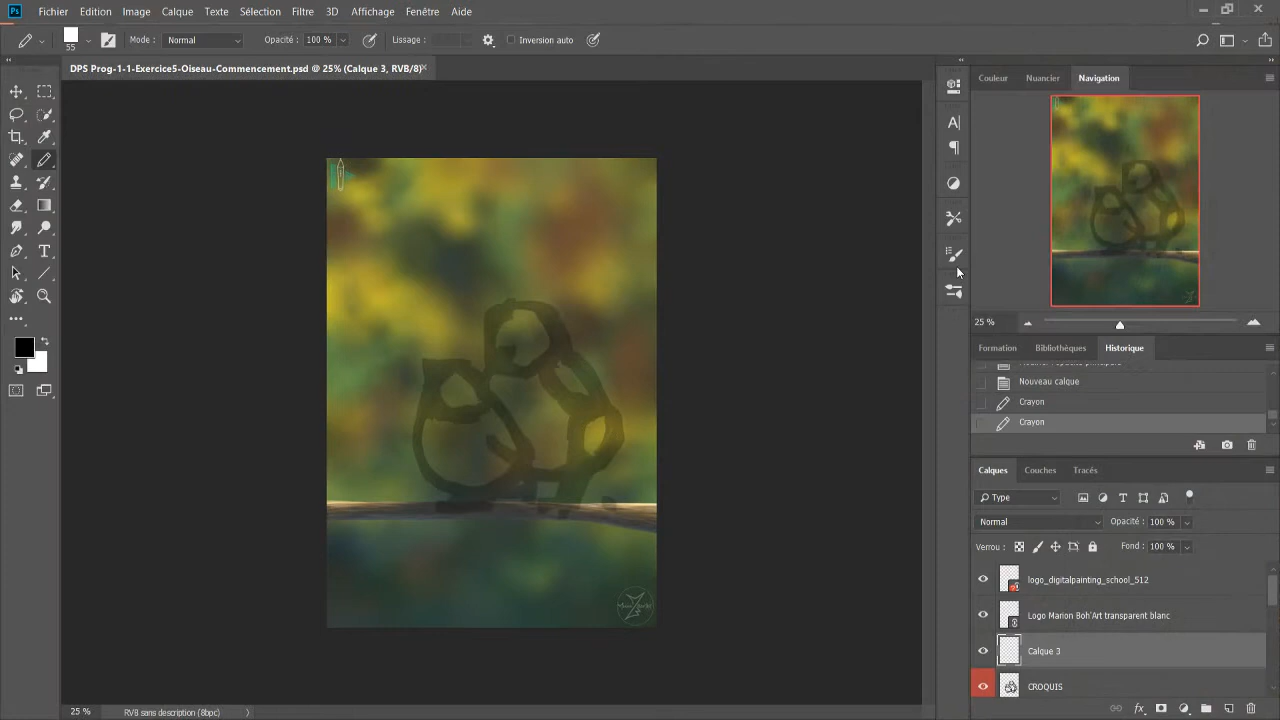 Ps Fichier Edition Image Calque Texte Sélection Filtre 3D Affichage Fenêtre Aide
55 Mode : Normal Opacité : 100 % Lissage : Inversion auto
DPS Prog-1-1-Exercice5-Oiseau-Commencement.psd @ 25% (Calque 3, RVB/8)
Couleur Nuancier Navigation
25 %
Formation Bibliothèques Historique
Nouveau calque
Crayon
Crayon
Calques Couches Tracés
Type
Normal Opacité : 100 %
Verrou : Fond : 100 %
logo_digitalpainting_school_512
Logo Marion Boh'Art transparent blanc
Calque 3
CROQUIS
25 % RVB sans description (8bpc)